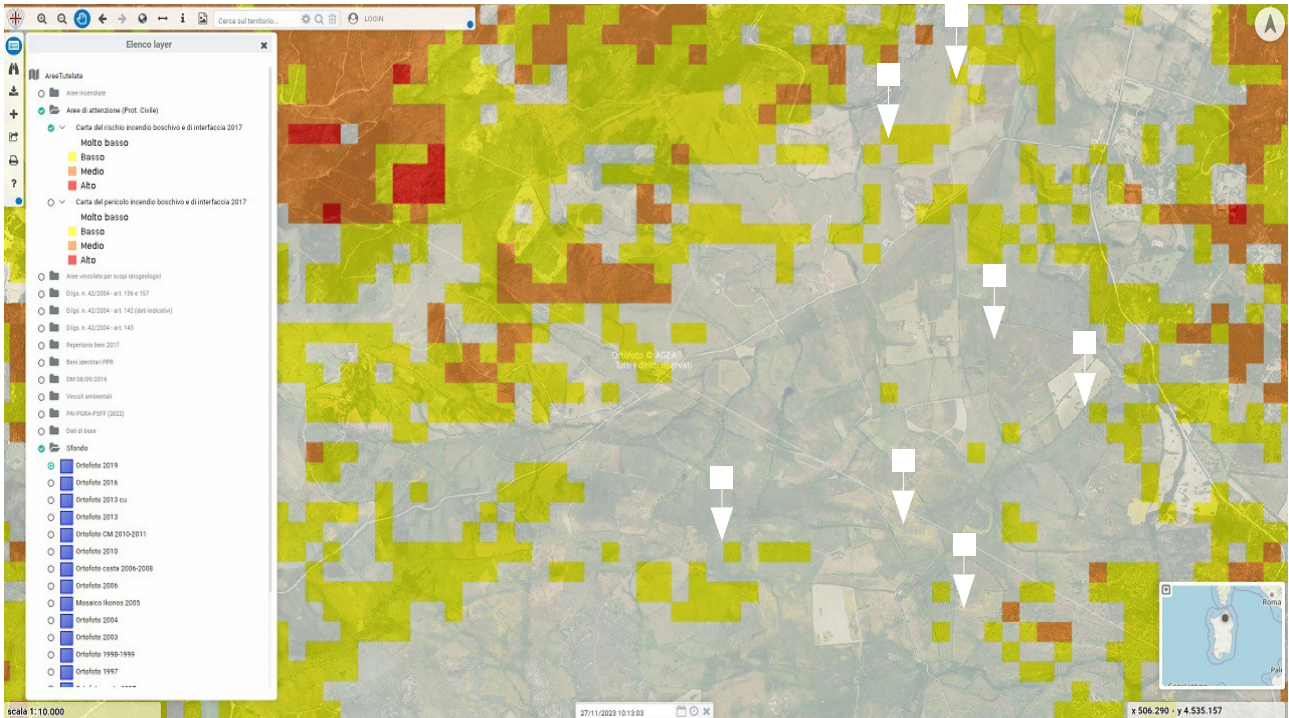 Cerca sul territorio...
LOGIN
Elenco layer
AreeTutelate
Aree incendiate
Aree di attenzione (Prot. Civile)
Carta del rischio incendio boschivo e di interfaccia 2017
Molto basso
Basso
Medio
Alto
Carta del pericolo incendio boschivo e di interfaccia 2017
Molto basso
Basso
Medio
Alto
Aree vincolate per scopi idrogeologici
D.lgs. n. 42/2004 - art. 136 e 157
D.lgs. n. 42/2004 - art. 142 (dati indicativi)
D.lgs. n. 42/2004 - art. 143
Repertorio beni 2017
Beni identitari PPR
DM 08/09/2016
Vincoli ambientali
PAI-PGRA-PSFF (2022)
Dati di base
Sfondo
Ortofoto 2019
Ortofoto 2016
Ortofoto 2013 cu
Ortofoto 2013
Ortofoto CM 2010-2011
Ortofoto 2010
Ortofoto costa 2006-2008
Ortofoto 2006
Mosaico Ikonos 2005
Ortofoto 2004
Ortofoto 2003
Ortofoto 1998-1999
Ortofoto 1997
Ortofoto © AGEA
Tutti i diritti riservati
Roma
Pal
scala 1:10.000
27/11/2023 10:13:03
x 506.290 - y 4.535.157